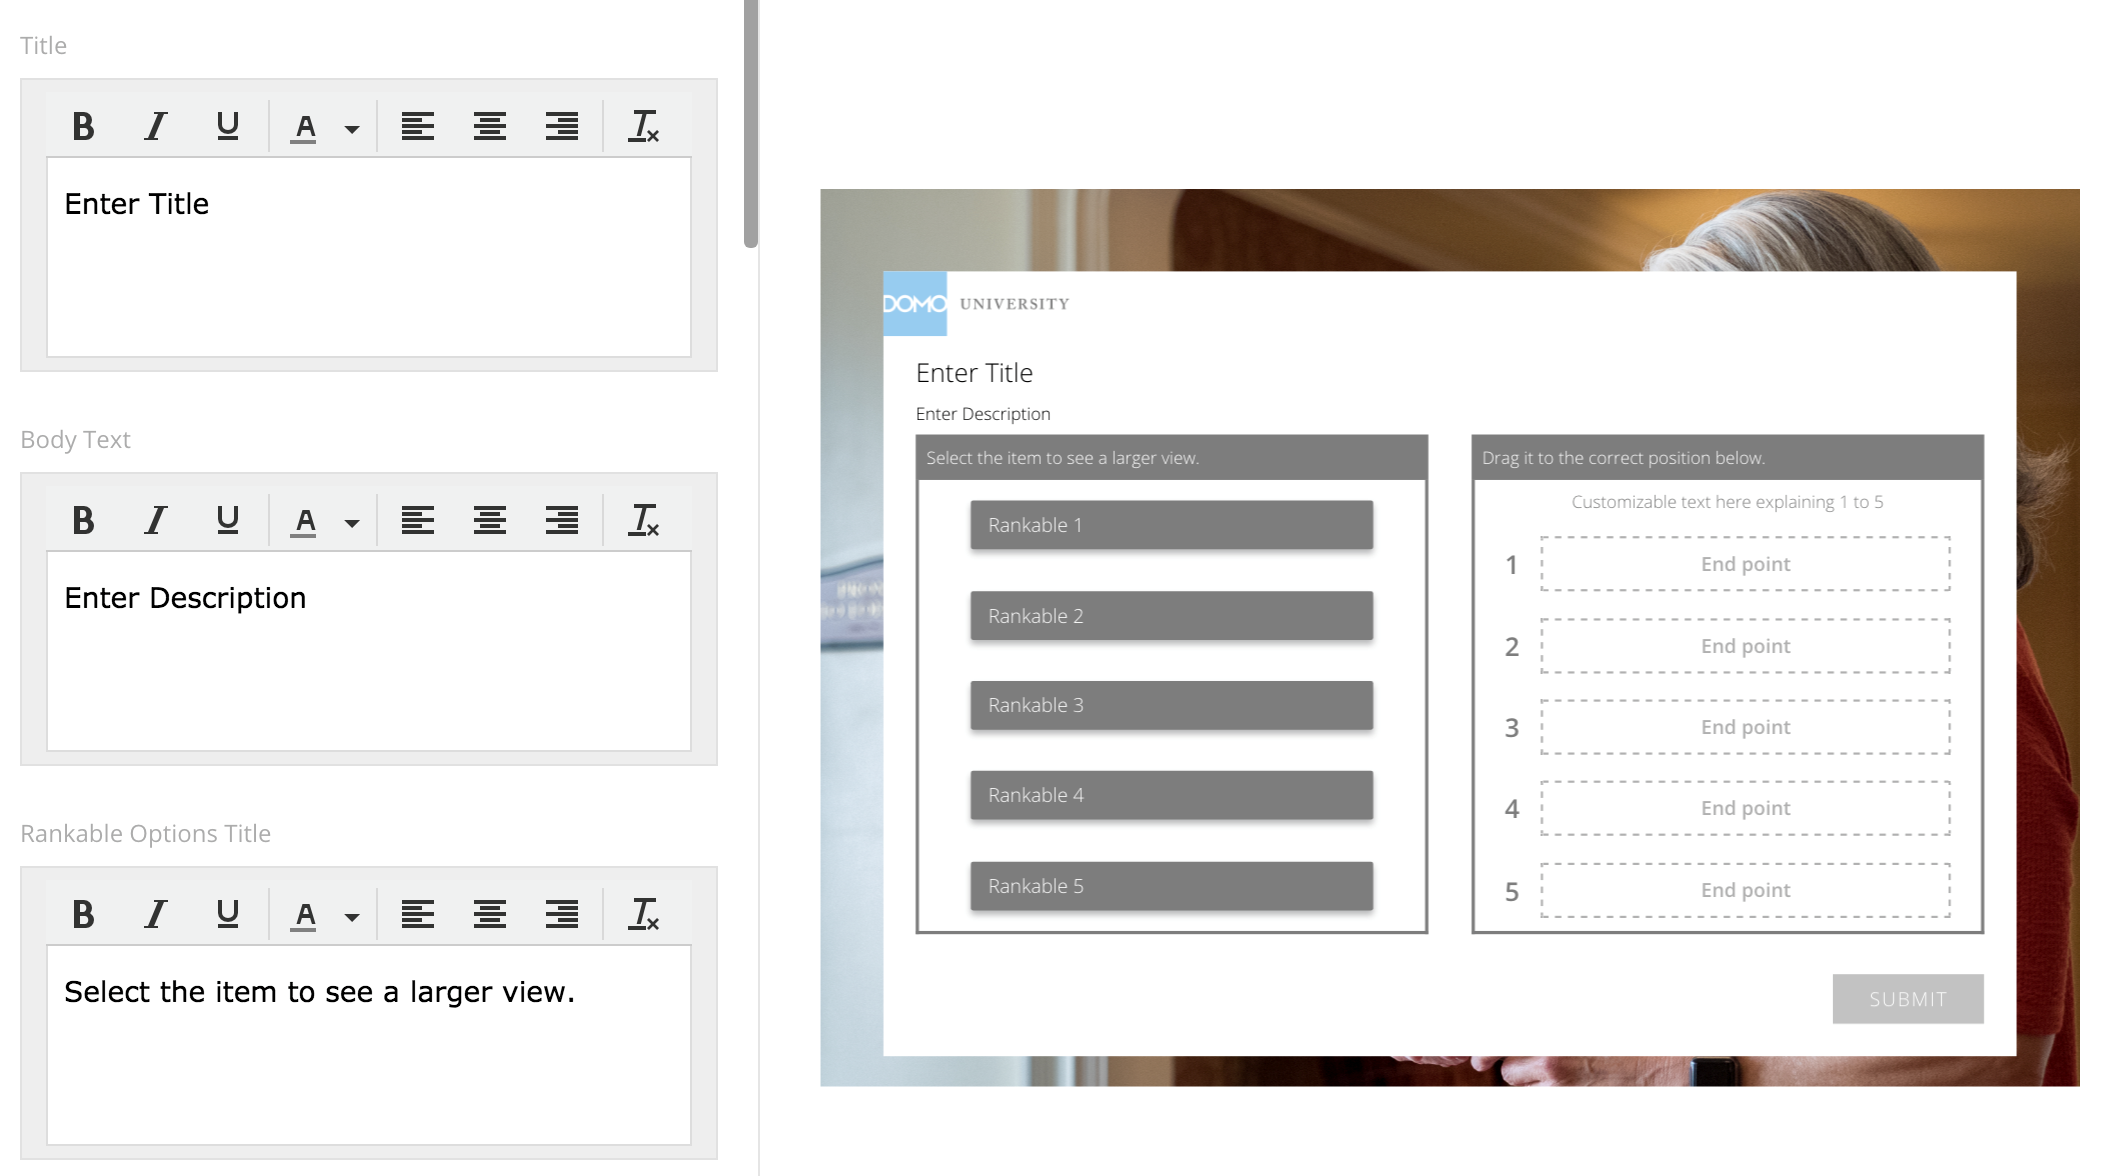 Title
B I U A
Enter Title
Body Text
B I U A
Enter Description
Rankable Options Title
B I U A
Select the item to see a larger view.
DOMO UNIVERSITY
Enter Title
Enter Description
Select the item to see a larger view.
Rankable 1
Rankable 2
Rankable 3
Rankable 4
Rankable 5
Drag it to the correct position below.
Customizable text here explaining 1 to 5
1 End point
2 End point
3 End point
4 End point
5 End point
SUBMIT